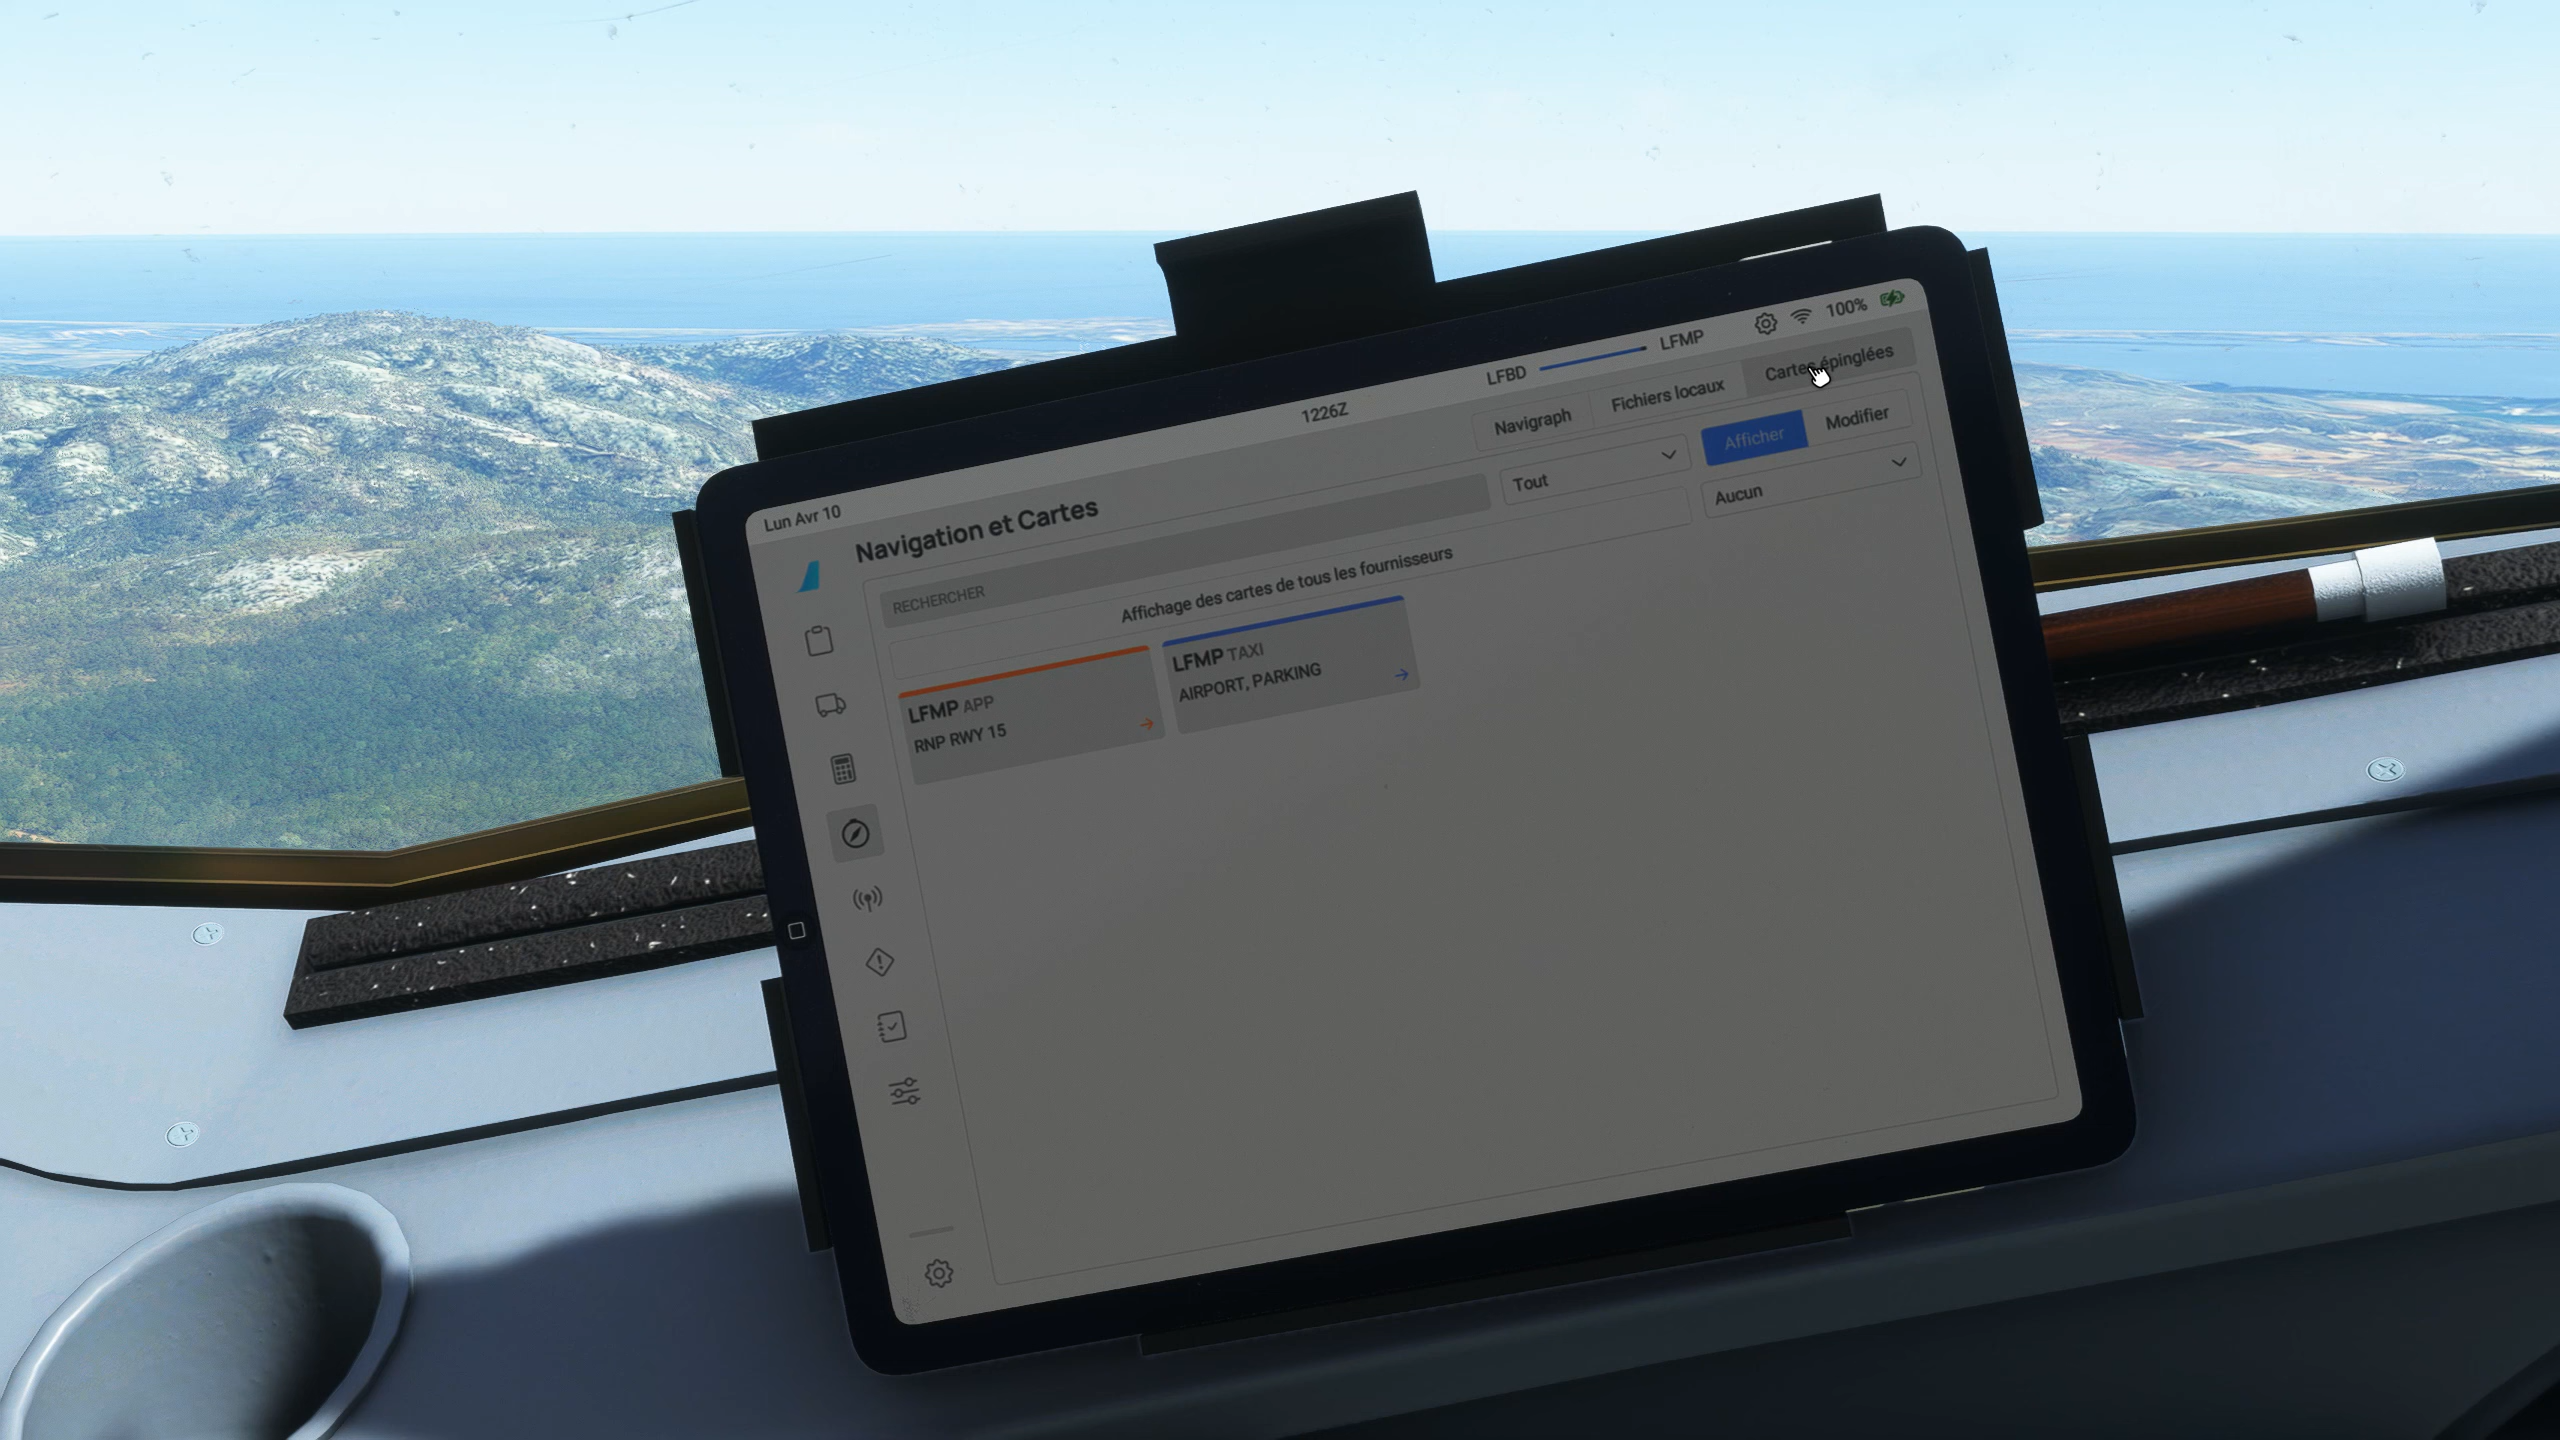 Lun Avr 10
1226Z
LFBD
LFMP
100%
Navigation et Cartes
Navigraph
Fichiers locaux
Cartes épinglées
RECHERCHER
Tout
Afficher
Modifier
Affichage des cartes de tous les fournisseurs
Aucun
LFMP APP
RNP RWY 15
LFMP TAXI
AIRPORT, PARKING